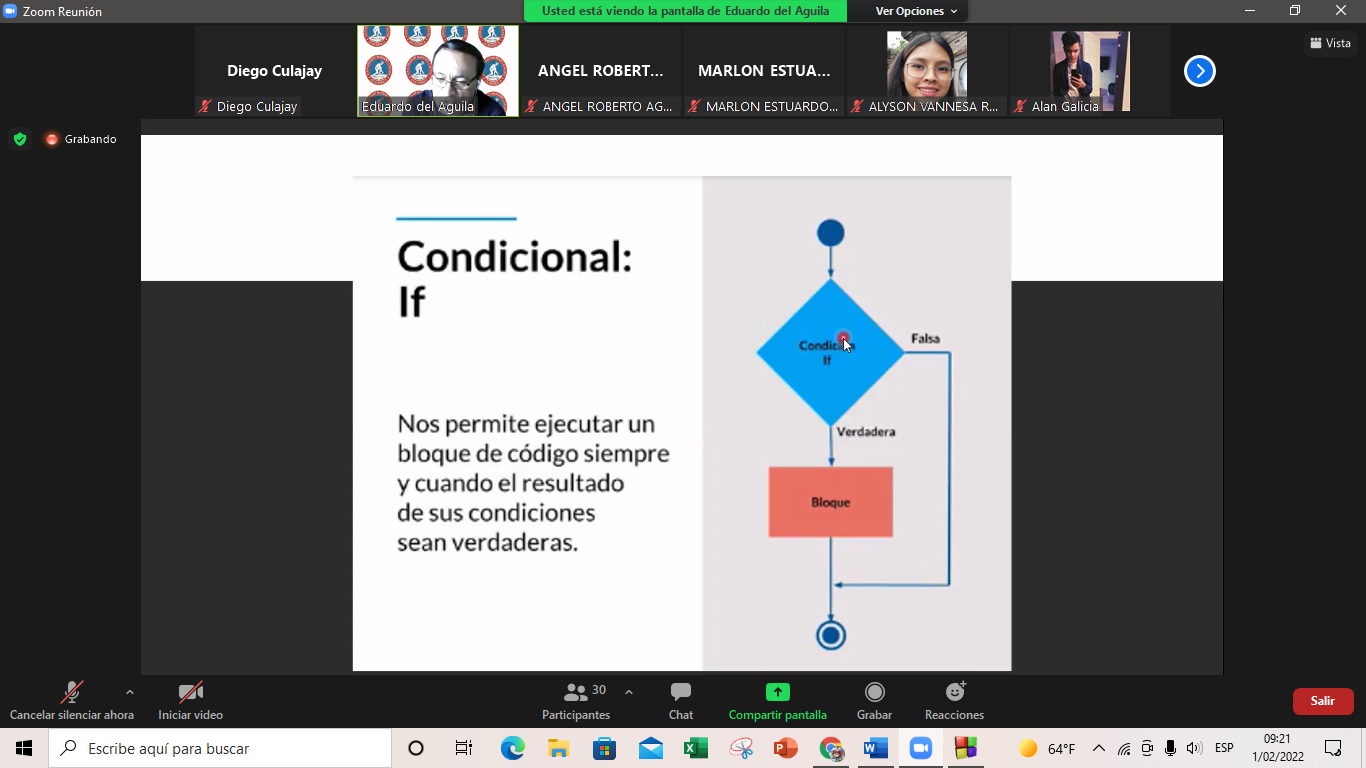 Zoom Reunión
Usted está viendo la pantalla de Eduardo del Aguila
Ver Opciones
Vista
Diego Culajay
Diego Culajay
Eduardo del Aguila
ANGEL ROBERT...
ANGEL ROBERTO AG...
MARLON ESTUA...
MARLON ESTUARDO...
ALYSON VANNESA R...
Alan Galicia
Grabando
Condicional:
If
Nos permite ejecutar un
bloque de código siempre
y cuando el resultado
de sus condiciones
sean verdaderas.
If
Falsa
Verdadera
Bloque
Cancelar silenciar ahora
Iniciar video
30
Participantes
Chat
Compartir pantalla
Grabar
Reacciones
Salir
Escribe aquí para buscar
64°F
ESP
09:21
1/02/2022